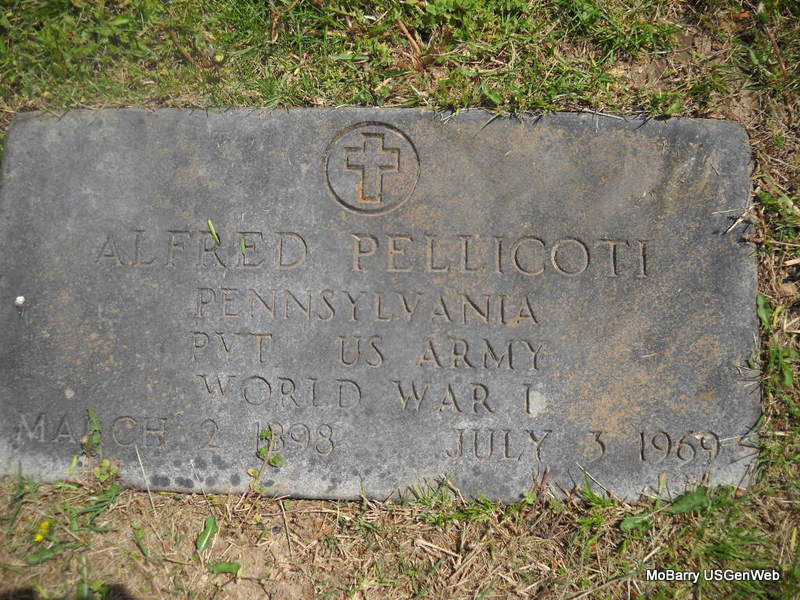 ALFRED PELLICOTI
PENNSYLVANIA
PVT US ARMY
WORLD WAR I
MARCH 2 1898 JULY 3 1969
MoBarry USGenWeb